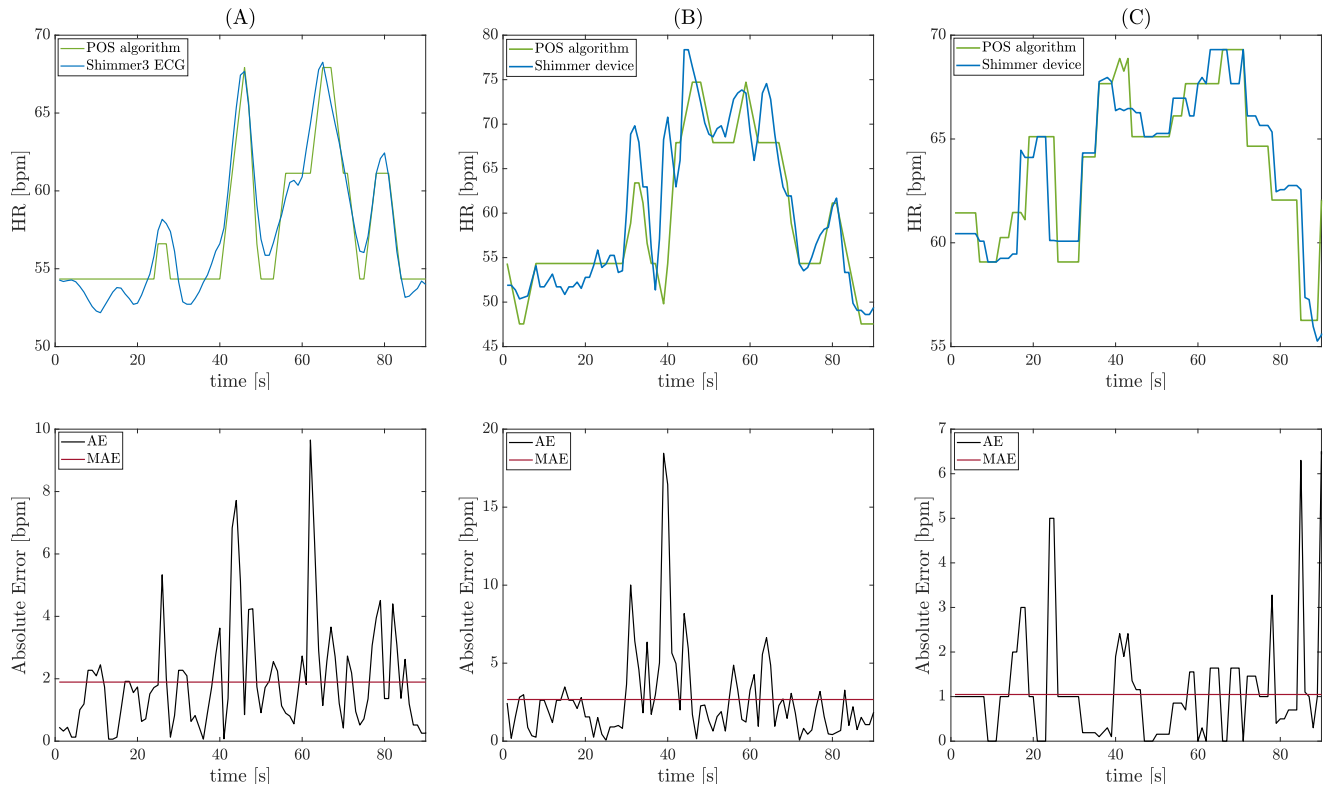 (A)
70
65
60
55
50
HR [bpm]
POS algorithm
Shimmer3 ECG
0 20 40 60 80
time [s]
(B)
80
75
70
65
60
55
50
45
HR [bpm]
POS algorithm
Shimmer device
0 20 40 60 80
time [s]
(C)
70
65
60
55
HR [bpm]
POS algorithm
Shimmer device
0 20 40 60 80
time [s]
10
8
6
4
2
0
Absolute Error [bpm]
AE
MAE
0 20 40 60 80
time [s]
20
15
10
5
0
Absolute Error [bpm]
AE
MAE
0 20 40 60 80
time [s]
7
6
5
4
3
2
1
0
Absolute Error [bpm]
AE
MAE
0 20 40 60 80
time [s]